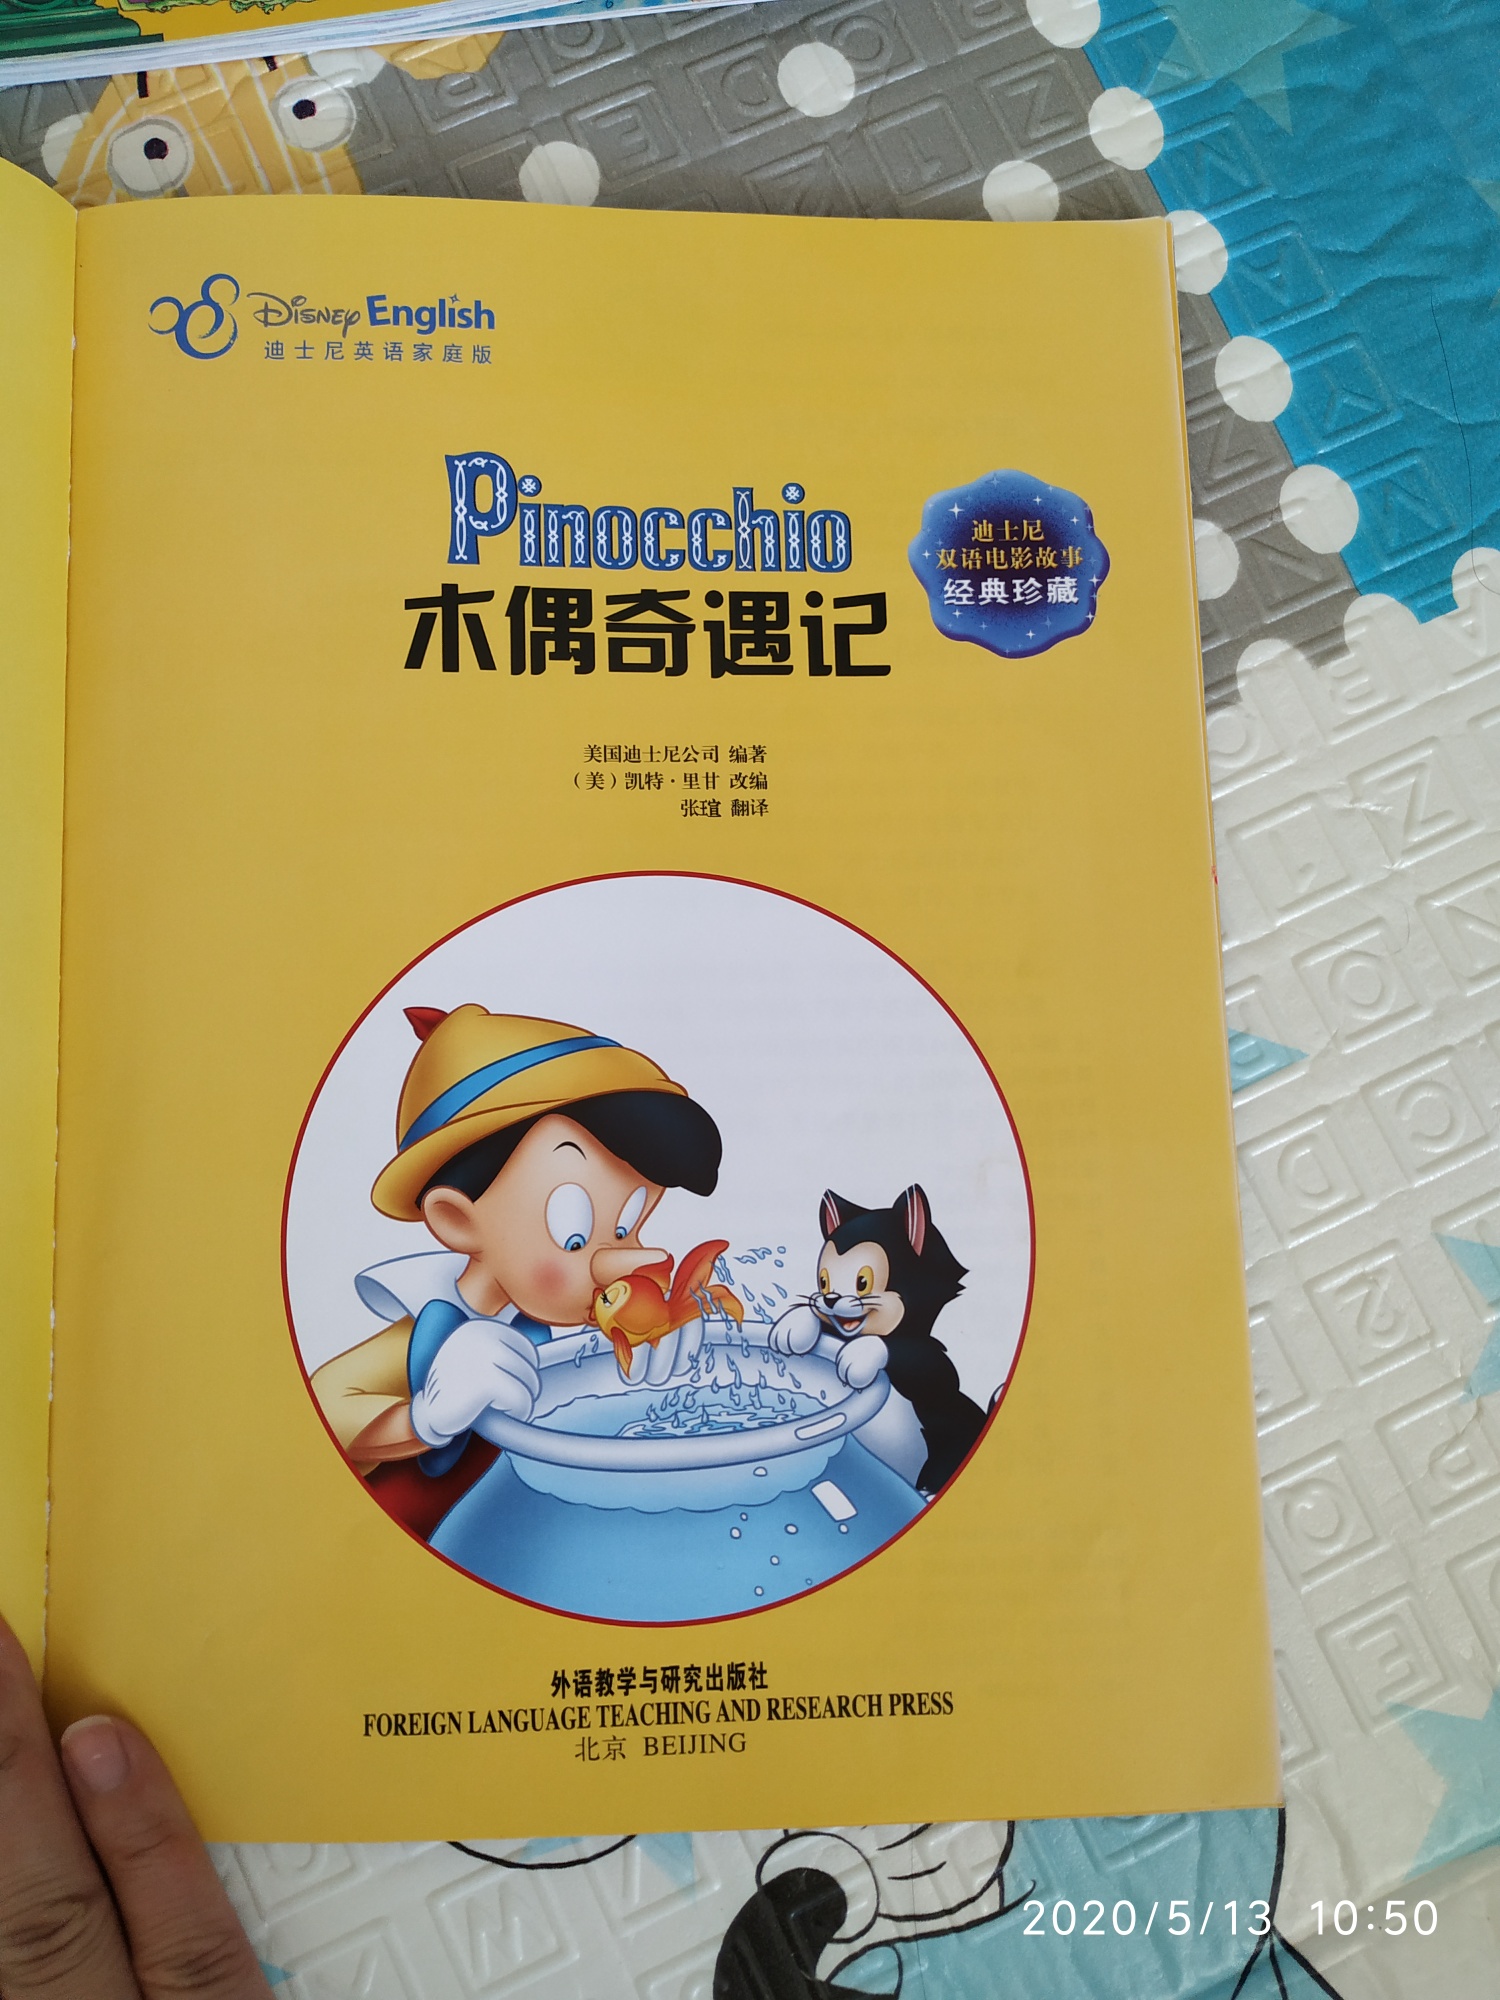 Disney English
迪士尼英语家庭版
Pinocchio
木偶奇遇记
迪士尼
双语电影故事
经典珍藏
美国迪士尼公司 编著
（美）凯特·里甘 改编
张瑄 翻译
外语教学与研究出版社
FOREIGN LANGUAGE TEACHING AND RESEARCH PRESS
北京 BEIJING
2020/5/13 10:50